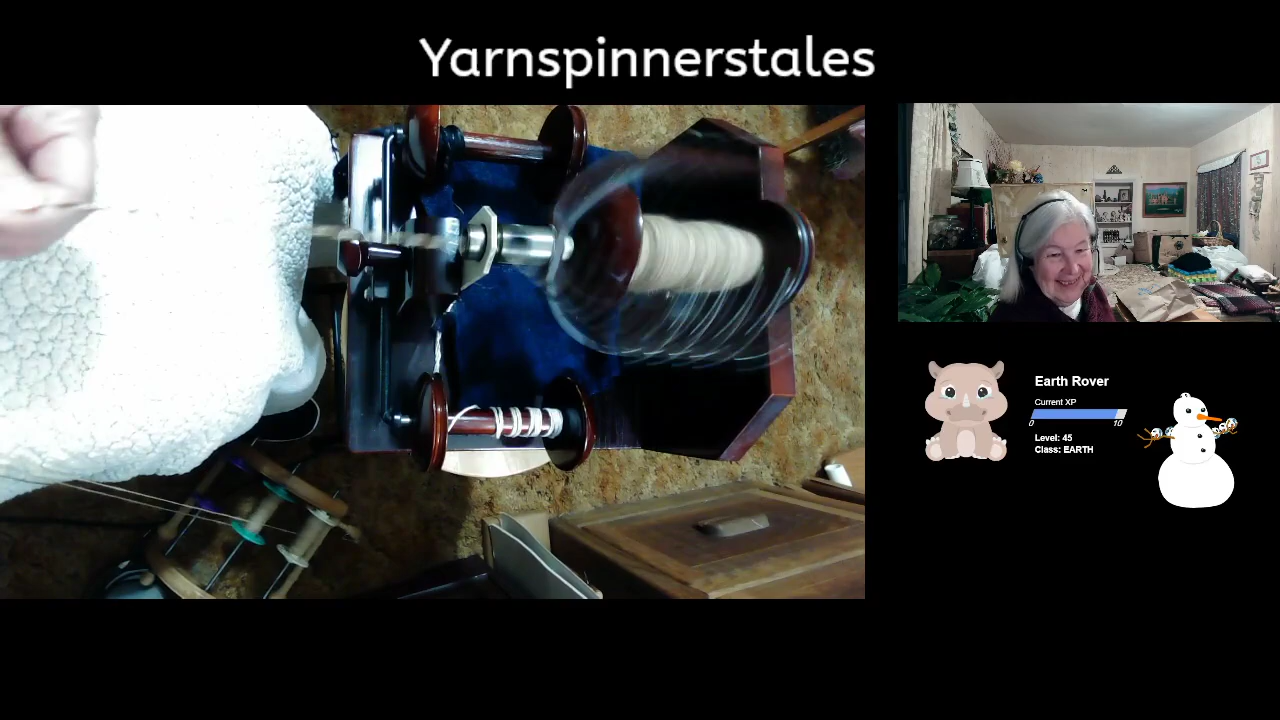 Yarnspinnerstales
Earth Rover
Current XP
0 10
Level: 45
Class: EARTH